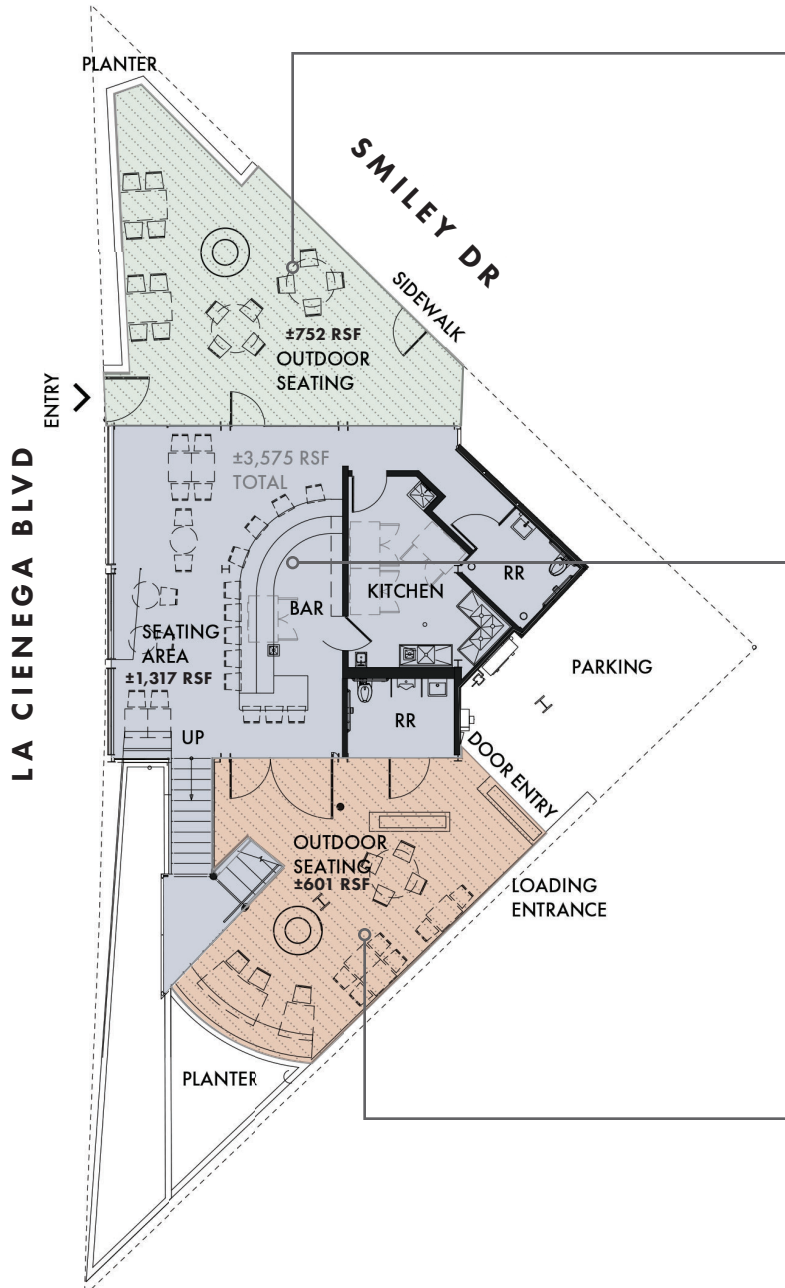 PLANTER
SMILEY DR
SIDEWALK
±752 RSF
OUTDOOR
SEATING
ENTRY
LA CIENEGA BLVD
±3,575 RSF
TOTAL
RR
KITCHEN
BAR
SEATING
AREA
±1,317 RSF
PARKING
UP
RR
DOOR ENTRY
OUTDOOR
SEATING
±601 RSF
LOADING
ENTRANCE
PLANTER